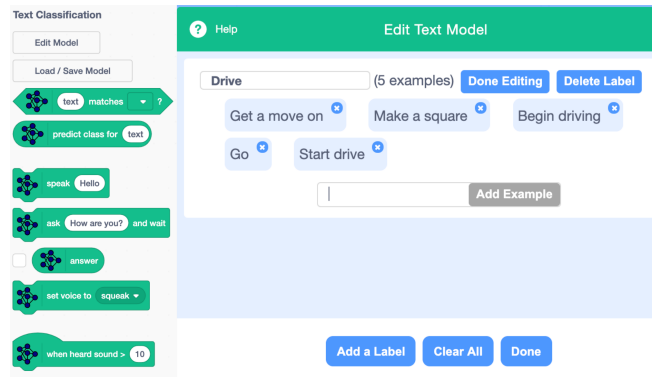 Text Classification
Edit Model
Load / Save Model
text matches ?
predict class for text
speak Hello
ask How are you? and wait
answer
set voice to squeak
when heard sound > 10
? Help
Edit Text Model
Drive (5 examples) Done Editing Delete Label
Get a move on Make a square Begin driving
Go Start drive
Add Example
Add a Label Clear All Done